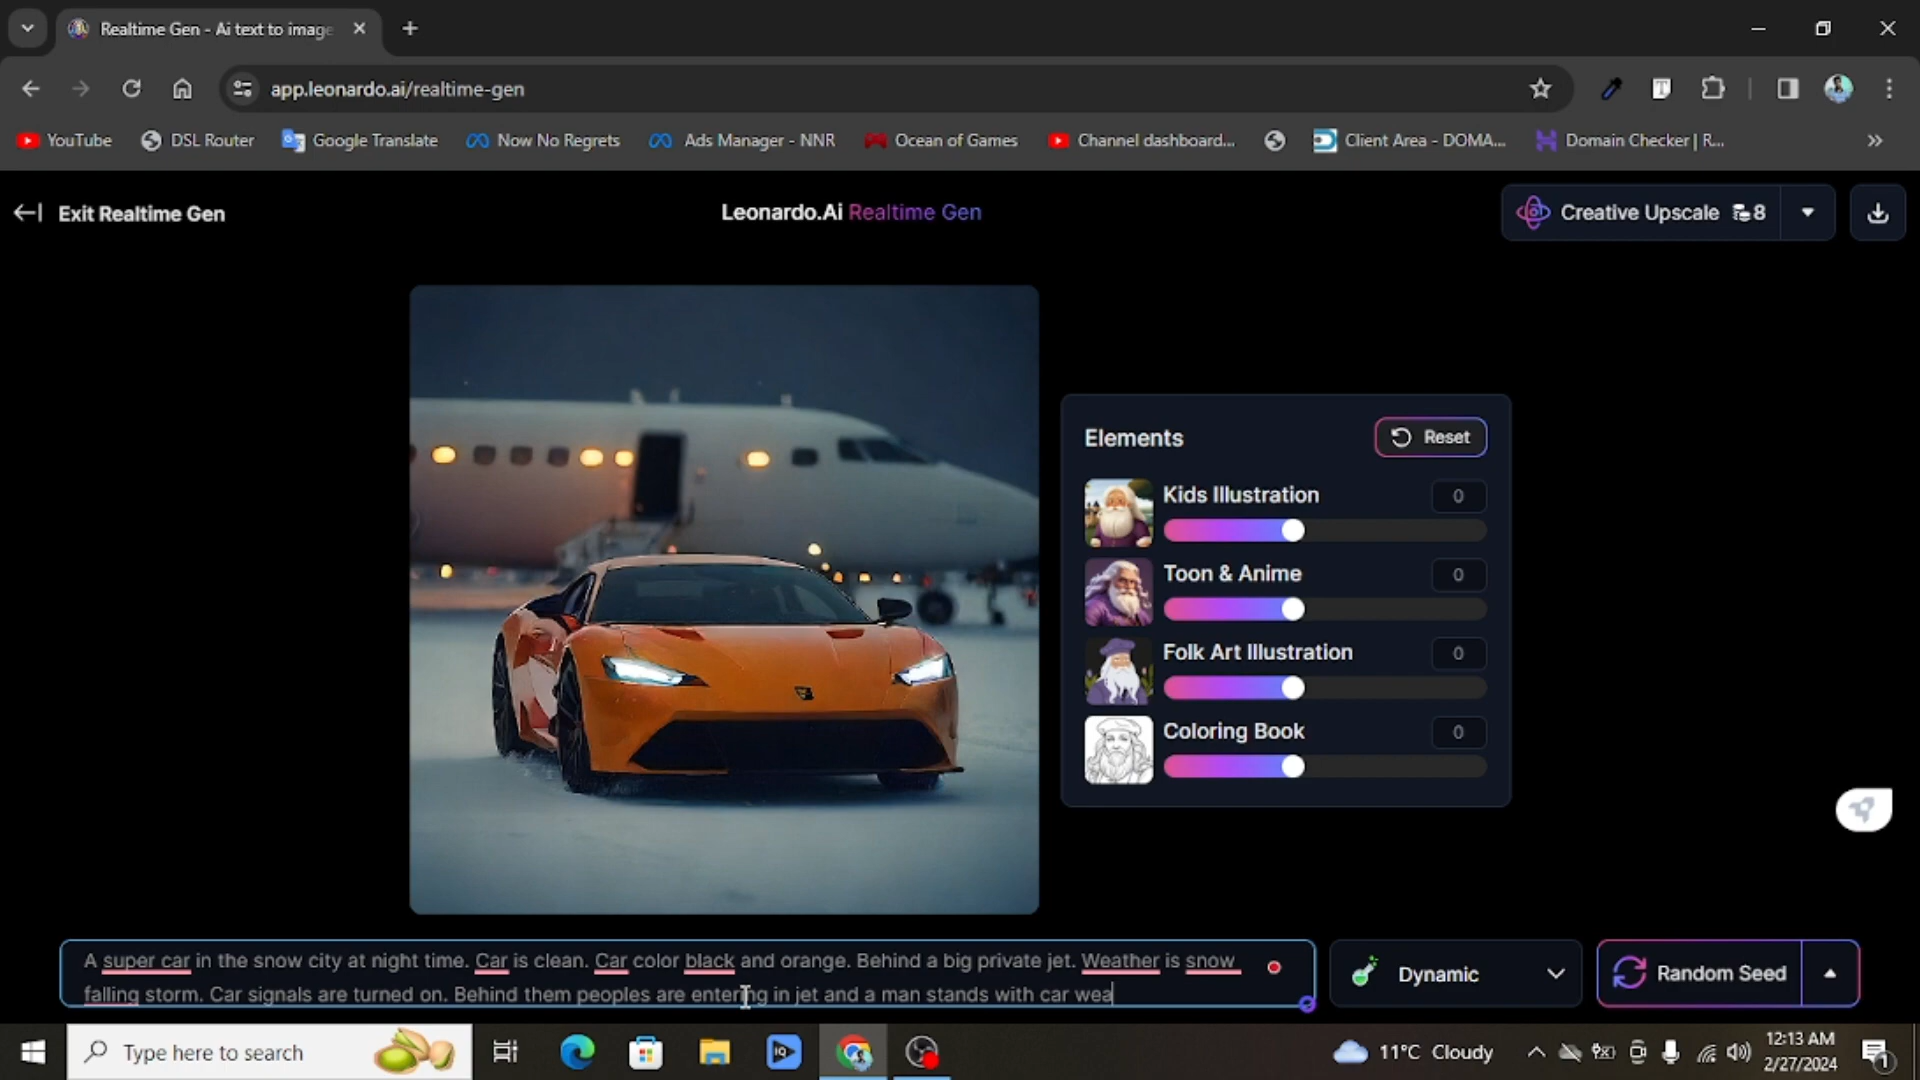 Realtime Gen - Ai text to image
app.leonardo.ai/realtime-gen
YouTube
DSL Router
Google Translate
Now No Regrets
Ads Manager - NNR
Ocean of Games
Channel dashboard...
Client Area - DOMA...
Domain Checker | R...
Exit Realtime Gen
Leonardo.Ai Realtime Gen
Creative Upscale 8
Elements
Reset
Kids Illustration 0
Toon & Anime 0
Folk Art Illustration 0
Coloring Book 0
A super car in the snow city at night time. Car is clean. Car color black and orange. Behind a big private jet. Weather is snow
falling storm. Car signals are turned on. Behind them peoples are entering in jet and a man stands with car wea
Dynamic
Random Seed
Type here to search
IQ
11°C Cloudy
12:13 AM
2/27/2024
1